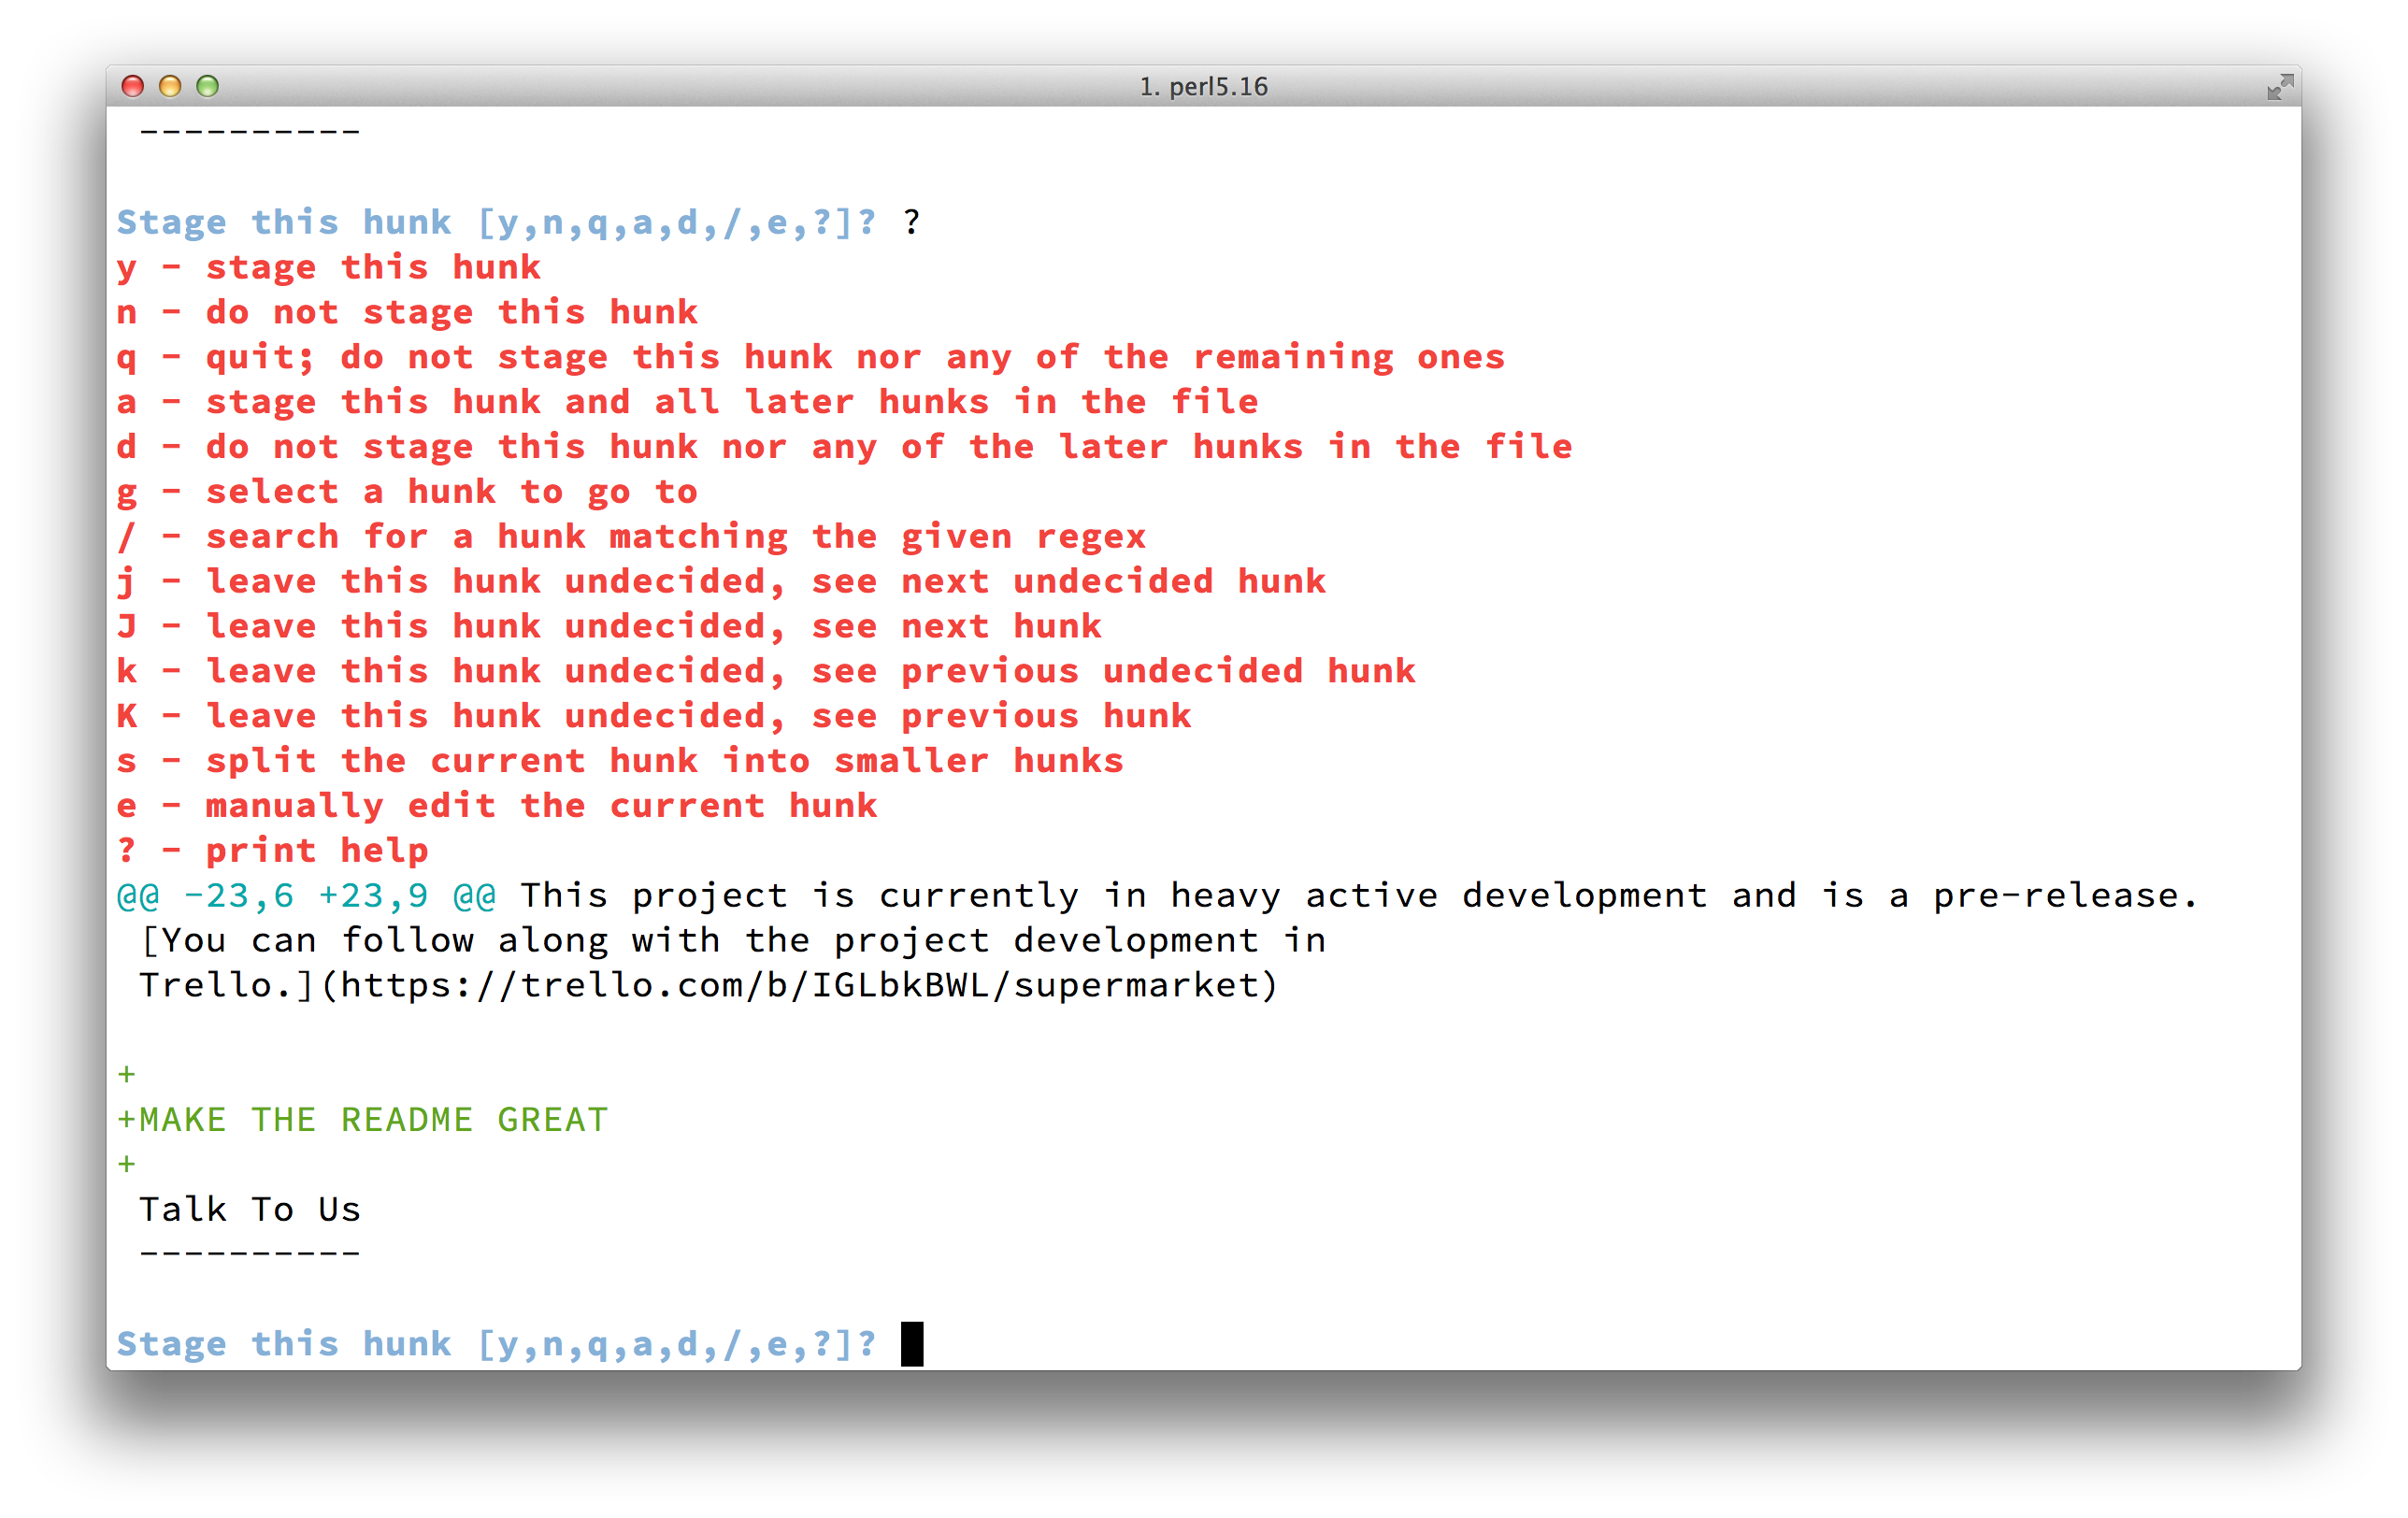 1. perl5.16
----------
Stage this hunk [y,n,q,a,d,/,e,?]? ?
y - stage this hunk
n - do not stage this hunk
q - quit; do not stage this hunk nor any of the remaining ones
a - stage this hunk and all later hunks in the file
d - do not stage this hunk nor any of the later hunks in the file
g - select a hunk to go to
/ - search for a hunk matching the given regex
j - leave this hunk undecided, see next undecided hunk
J - leave this hunk undecided, see next hunk
k - leave this hunk undecided, see previous undecided hunk
K - leave this hunk undecided, see previous hunk
s - split the current hunk into smaller hunks
e - manually edit the current hunk
? - print help
@@ -23,6 +23,9 @@ This project is currently in heavy active development and is a pre-release.
[You can follow along with the project development in
Trello.](https://trello.com/b/IGLbkBWL/supermarket)
+
+MAKE THE README GREAT
+
Talk To Us
----------
Stage this hunk [y,n,q,a,d,/,e,?]?